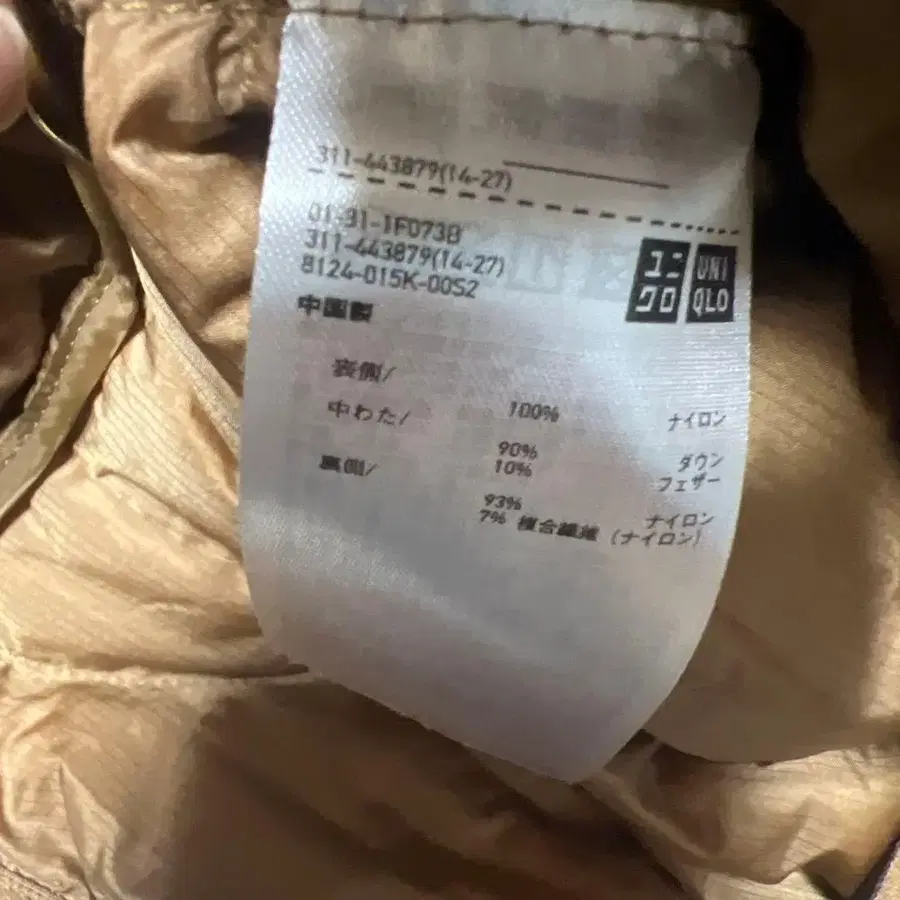 311-443879(14-27)
01-31-1F073B
311-443879(14-27)
8124-015K-00S2
中国製
ユニ
クロ
UNI
QLO
表側/
100% ナイロン
中わた/
90% ダウン
10% フェザー
裏側/
93% ナイロン
7% 複合繊維 (ナイロン)